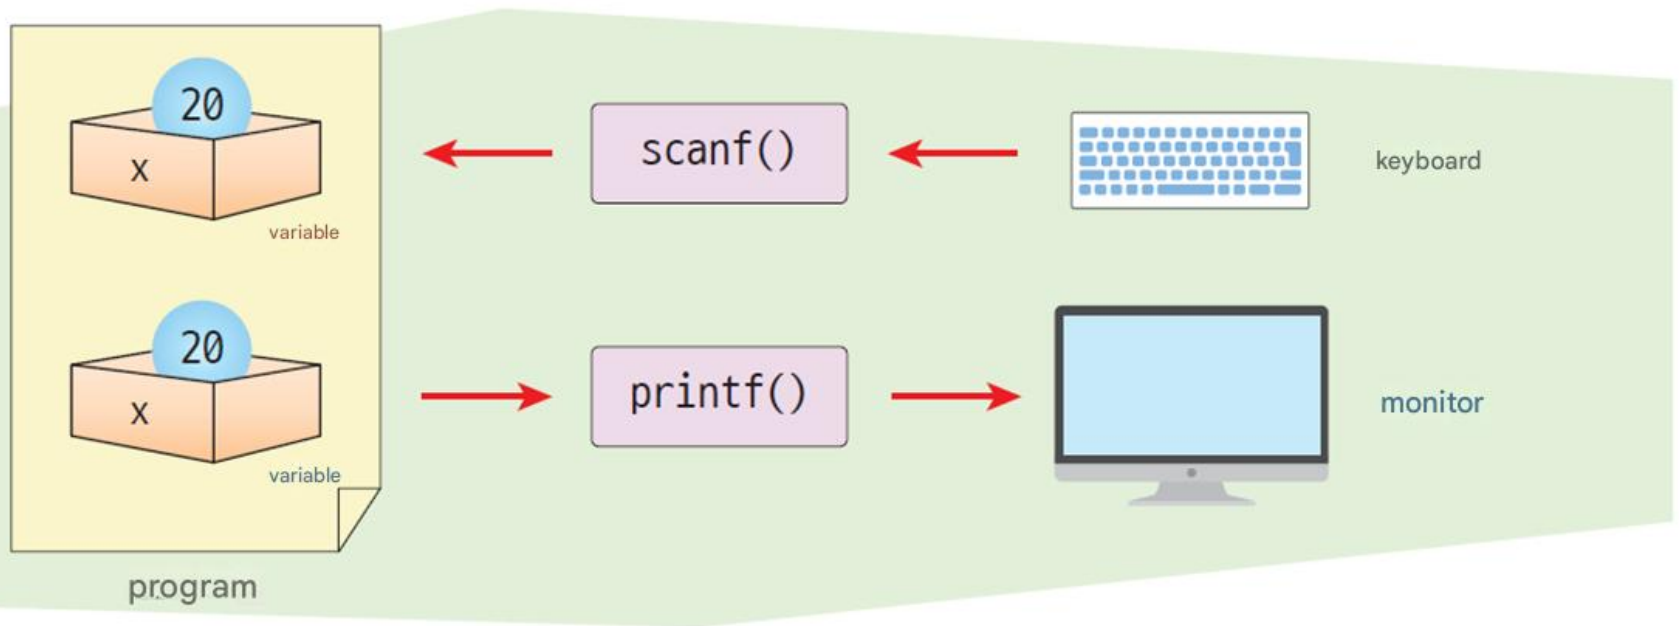 20
x
variable
scanf()
keyboard
20
x
variable
printf()
monitor
program